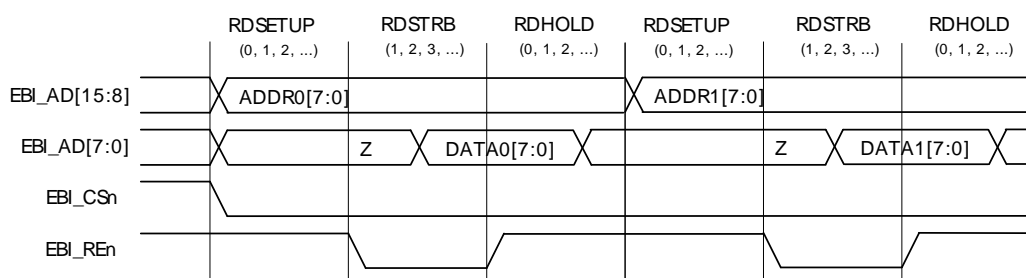 RDSETUP RDSTRB RDHOLD RDSETUP RDSTRB RDHOLD
(0, 1, 2, ...) (1, 2, 3, ...) (0, 1, 2, ...) (0, 1, 2, ...) (1, 2, 3, ...) (0, 1, 2, ...)
EBI_AD[15:8] ADDR0[7:0] ADDR1[7:0]
EBI_AD[7:0] Z DATA0[7:0] Z DATA1[7:0]
EBI_CSn
EBI_REn